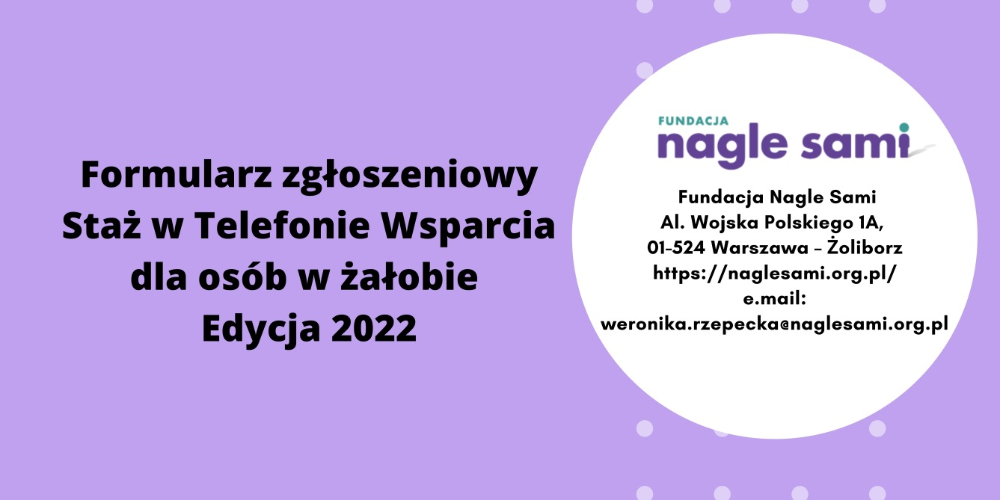 Formularz zgłoszeniowy
Staż w Telefonie Wsparcia
dla osób w żałobie
Edycja 2022
FUNDACJA
nagle sami
Fundacja Nagle Sami
Al. Wojska Polskiego 1A,
01-524 Warszawa – Żoliborz
https://naglesami.org.pl/
e.mail:
weronika.rzepecka@naglesami.org.pl